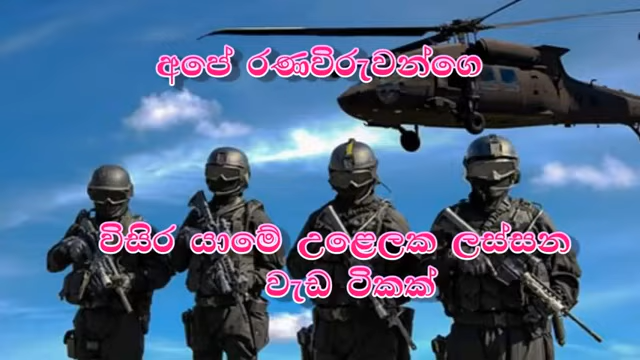 අපේ රණවිරුවන්ගෙ
විසිර යාමේ උළෙලක ලස්සන
වැඩ ටිකක්